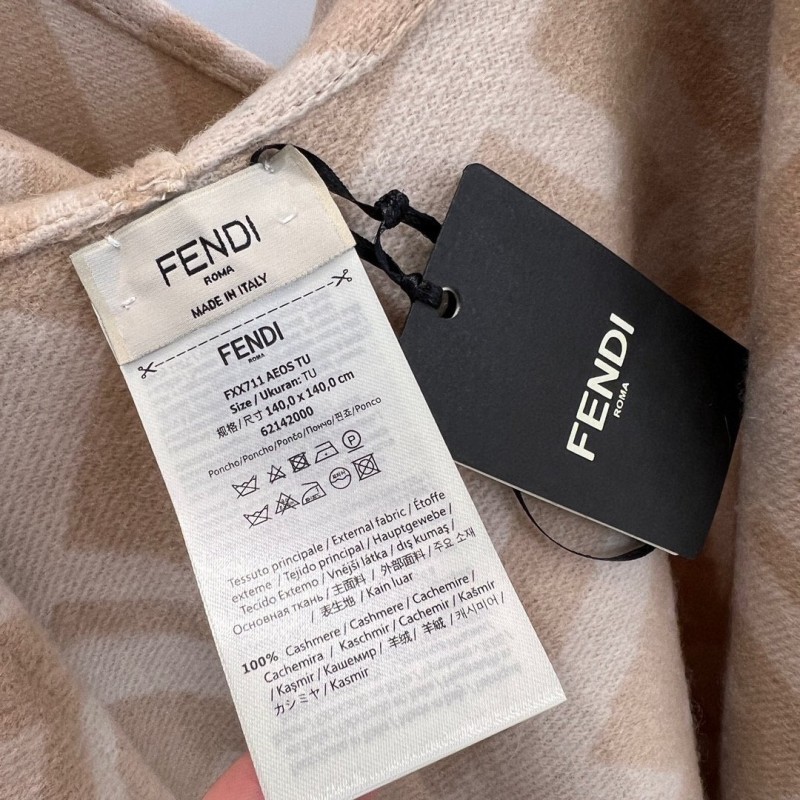 FENDI
ROMA
MADE IN ITALY
FENDI
ROMA
FXX711 AEOS TU
Size / Ukuran: TU
规格/尺寸 140,0 x 140,0 cm
62142000
Poncho/Poncho/Pončo/Пончо/판초/Ponco
P
Tessuto principale / External fabric / Étoffe
externe / Tejido principal / Hauptgewebe/
Tecido Externo / Vnější látka / dış kumaş /
Основная ткань / 主面料 / 外部面料 / 주요 소재
/ 表生地 / Kain luar
100% Cashmere / Cashmere / Cachemire/
Cachemira / Kaschmir / Cachemir / Kašmír
/ Kaşmir / Кашемир / 羊绒 / 羊絨 / 캐시미어/
カシミヤ / Kasmir
FENDI
ROMA